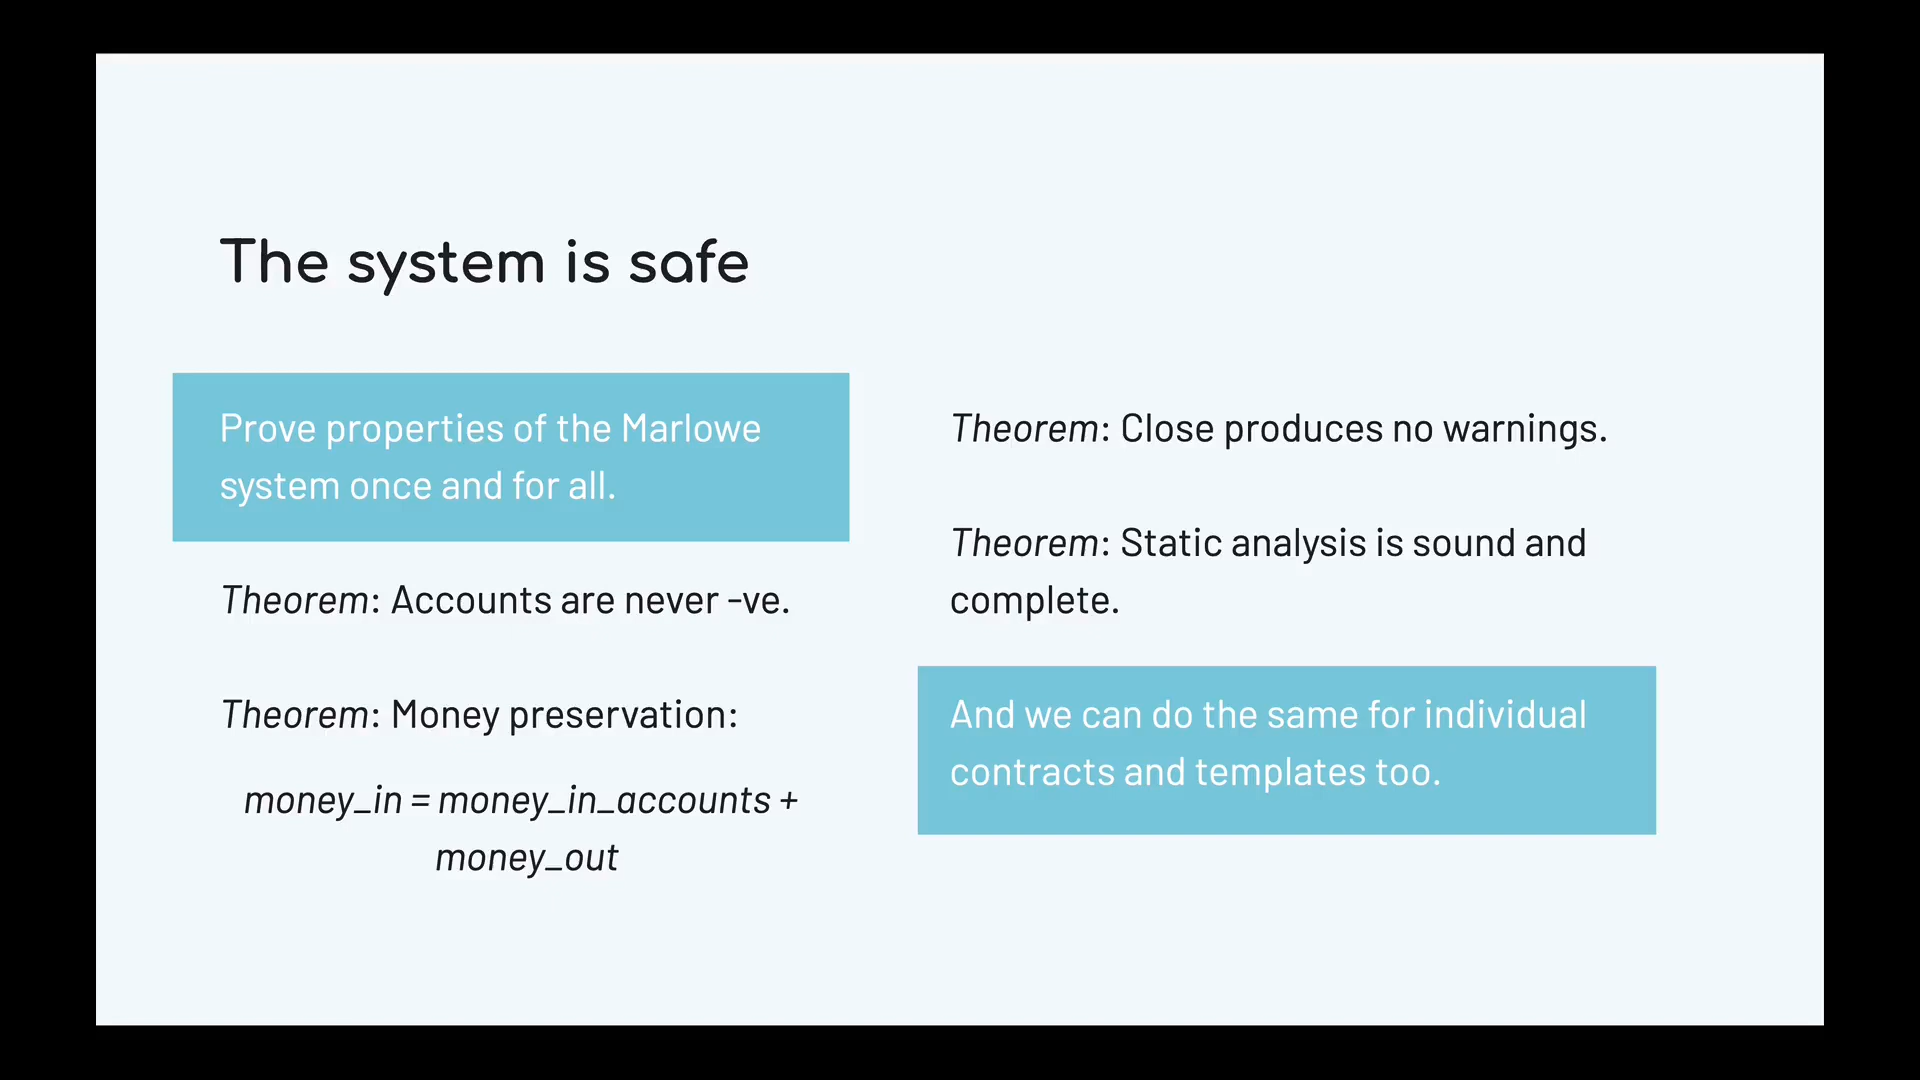 The system is safe
Prove properties of the Marlowe
system once and for all.
Theorem: Accounts are never -ve.
Theorem: Money preservation:
money_in = money_in_accounts +
money_out
Theorem: Close produces no warnings.
Theorem: Static analysis is sound and
complete.
And we can do the same for individual
contracts and templates too.